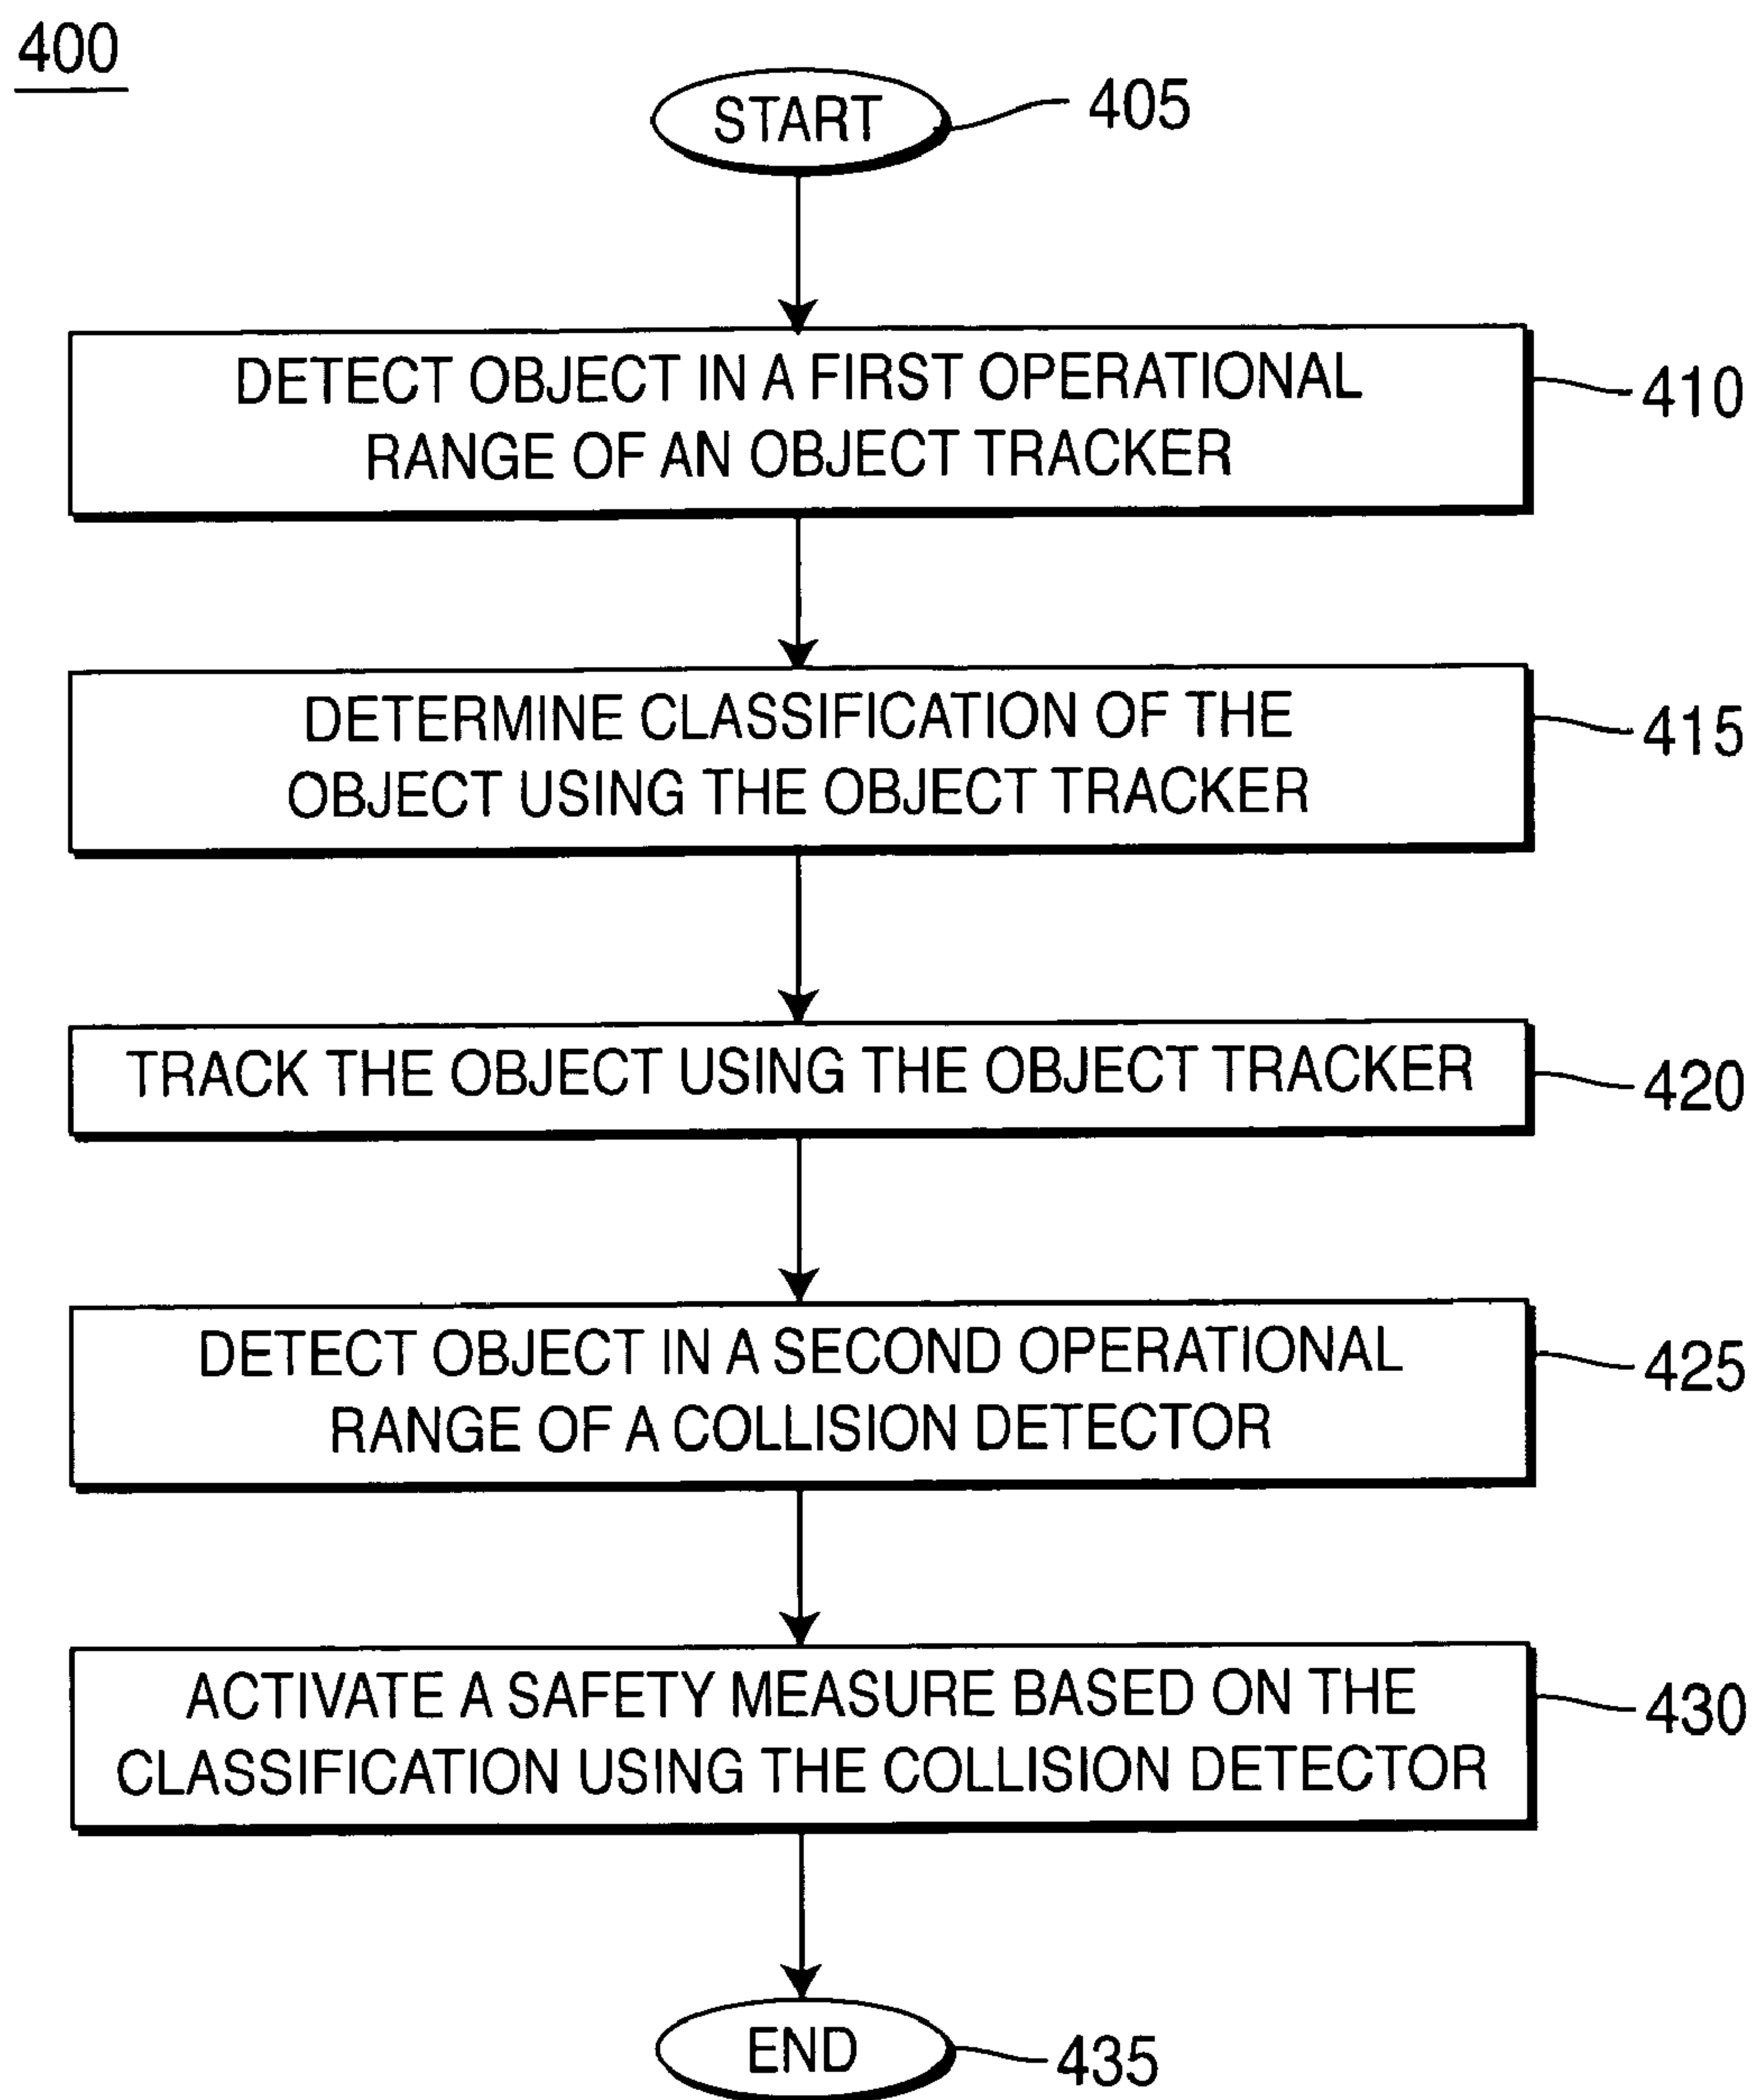 400
START
405
DETECT OBJECT IN A FIRST OPERATIONAL
RANGE OF AN OBJECT TRACKER
410
DETERMINE CLASSIFICATION OF THE
OBJECT USING THE OBJECT TRACKER
415
TRACK THE OBJECT USING THE OBJECT TRACKER
420
DETECT OBJECT IN A SECOND OPERATIONAL
RANGE OF A COLLISION DETECTOR
425
ACTIVATE A SAFETY MEASURE BASED ON THE
CLASSIFICATION USING THE COLLISION DETECTOR
430
END
435